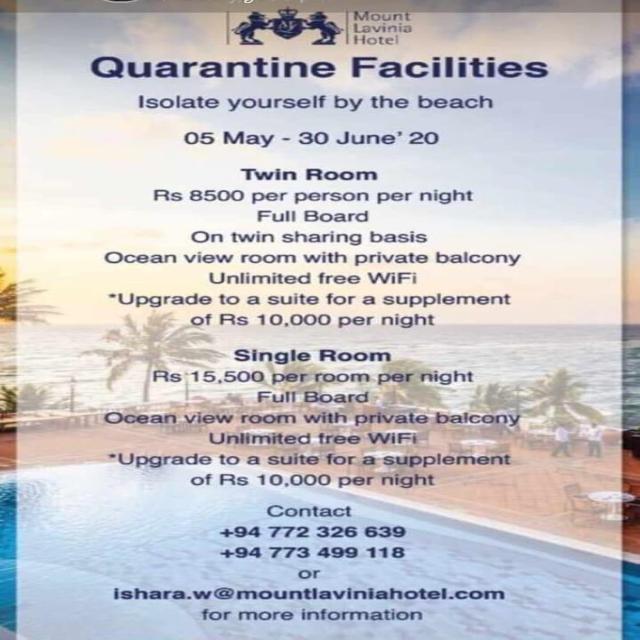 Mount
Lavinia
Hotel
Quarantine Facilities
Isolate yourself by the beach
05 May - 30 June' 20
Twin Room
Rs 8500 per person per night
Full Board
On twin sharing basis
Ocean view room with private balcony
Unlimited free WiFi
*Upgrade to a suite for a supplement
of Rs 10,000 per night
Single Room
Rs 15,500 per room per night
Full Board
Ocean view room with private balcony
Unlimited free WiFi
*Upgrade to a suite for a supplement
of Rs 10,000 per night
Contact
+94 772 326 639
+94 773 499 118
or
ishara.w@mountlaviniahotel.com
for more information